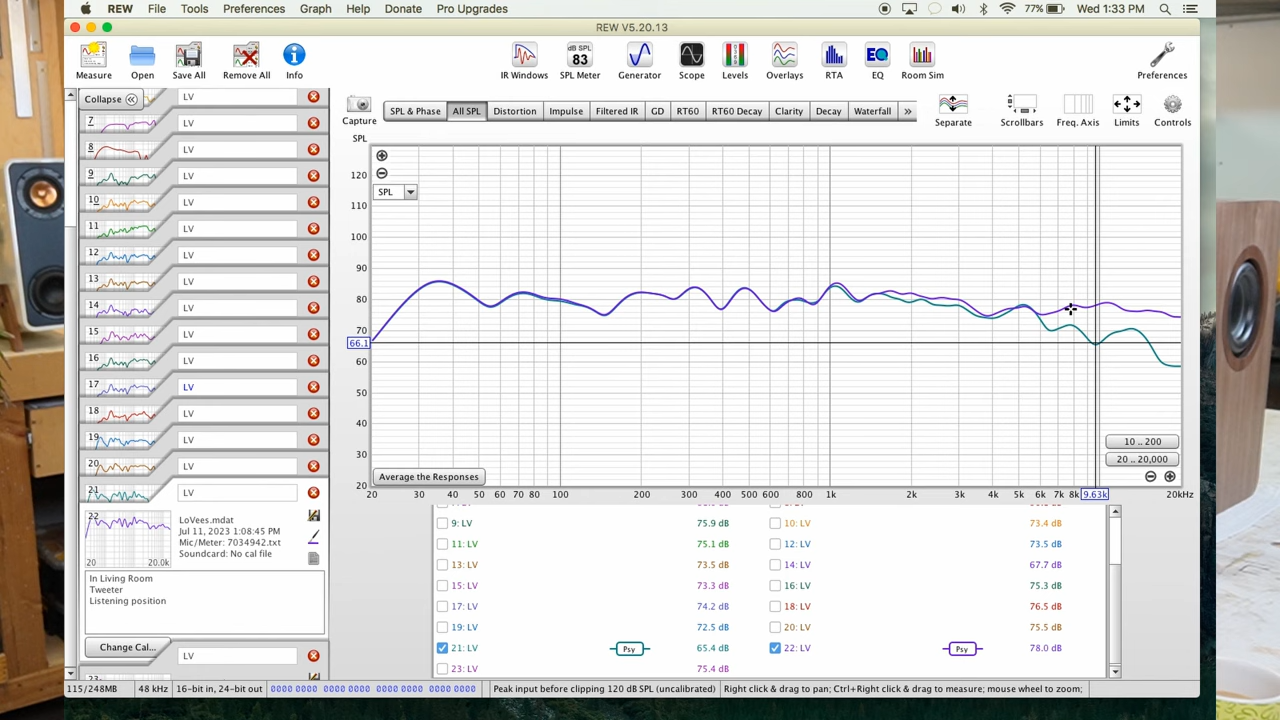 REW File Tools Preferences Graph Help Donate Pro Upgrades 77% Wed 1:33 PM
REW V5.20.13
Measure Open Save All Remove All Info
dB SPL
83
IR Windows SPL Meter Generator Scope Levels Overlays RTA EQ Room Sim Preferences
Collapse
Capture
SPL & Phase All SPL Distortion Impulse Filtered IR GD RT60 RT60 Decay Clarity Decay Waterfall »
Separate Scrollbars Freq. Axis Limits Controls
LV
7 LV
8 LV
9 LV
10 LV
11 LV
12 LV
13 LV
14 LV
15 LV
16 LV
17 LV
18 LV
19 LV
20 LV
21 LV
22
20 20.0k
LoVees.mdat
Jul 11, 2023 1:08:45 PM
Mic/Meter: 7034942.txt
Soundcard: No cal file
In Living Room
Tweeter
Listening position
Change Cal...
LV
23
SPL
SPL
120
110
100
90
80
70
66.1
60
50
40
30
20
10 .. 200
20 .. 20,000
Average the Responses
20 30 40 50 60 70 80 100 200 300 400 500 600 800 1k 2k 3k 4k 5k 6k 7k 8k 9.63k 20kHz
9: LV 75.9 dB 10: LV 73.4 dB
11: LV 75.1 dB 12: LV 73.5 dB
13: LV 73.5 dB 14: LV 67.7 dB
15: LV 73.3 dB 16: LV 75.3 dB
17: LV 74.2 dB 18: LV 76.5 dB
19: LV 72.5 dB 20: LV 75.5 dB
21: LV Psy 65.4 dB 22: LV Psy 78.0 dB
23: LV 75.4 dB
115/248MB 48 kHz 16-bit in, 24-bit out 0000 0000 0000 0000 0000 0000 0000 0000 Peak input before clipping 120 dB SPL (uncalibrated) Right click & drag to pan; Ctrl+Right click & drag to measure; mouse wheel to zoom;